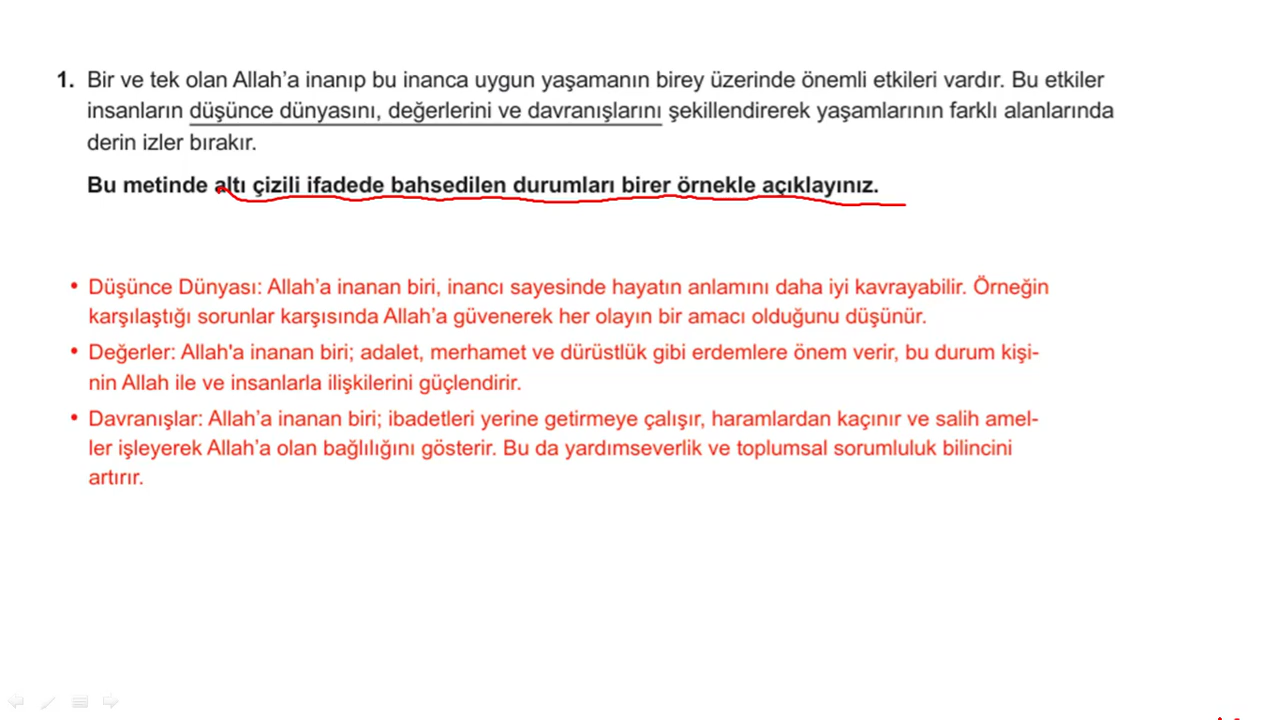 1. Bir ve tek olan Allah’a inanıp bu inanca uygun yaşamanın birey üzerinde önemli etkileri vardır. Bu etkiler
insanların düşünce dünyasını, değerlerini ve davranışlarını şekillendirerek yaşamlarının farklı alanlarında
derin izler bırakır.
Bu metinde altı çizili ifadede bahsedilen durumları birer örnekle açıklayınız.
• Düşünce Dünyası: Allah’a inanan biri, inancı sayesinde hayatın anlamını daha iyi kavrayabilir. Örneğin
karşılaştığı sorunlar karşısında Allah’a güvenerek her olayın bir amacı olduğunu düşünür.
• Değerler: Allah'a inanan biri; adalet, merhamet ve dürüstlük gibi erdemlere önem verir, bu durum kişi-
nin Allah ile ve insanlarla ilişkilerini güçlendirir.
• Davranışlar: Allah’a inanan biri; ibadetleri yerine getirmeye çalışır, haramlardan kaçınır ve salih amel-
ler işleyerek Allah’a olan bağlılığını gösterir. Bu da yardımseverlik ve toplumsal sorumluluk bilincini
artırır.